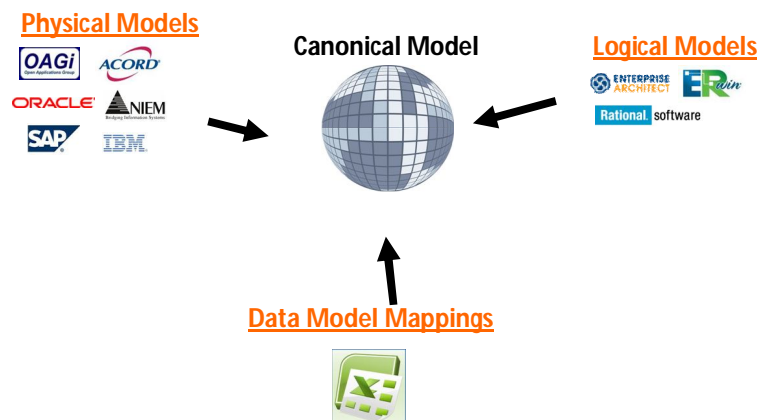 Physical Models
OAGi
Open Applications Group
ACORD
ORACLE
NIEM
Bridging Information Systems
SAP
IBM
Canonical Model
Logical Models
ENTERPRISE
ARCHITECT
ERwin
Rational. software
Data Model Mappings
X